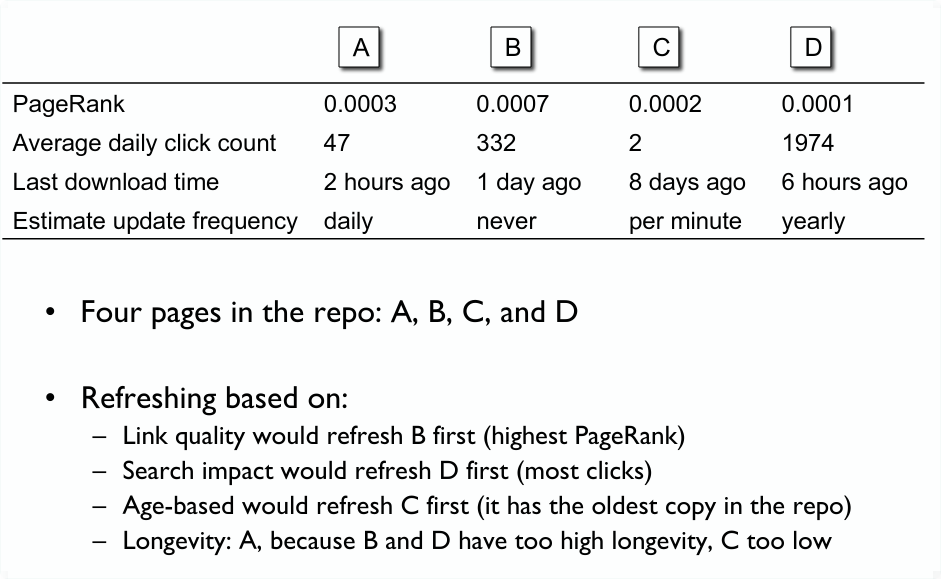 A B C D
PageRank 0.0003 0.0007 0.0002 0.0001
Average daily click count 47 332 2 1974
Last download time 2 hours ago 1 day ago 8 days ago 6 hours ago
Estimate update frequency daily never per minute yearly
• Four pages in the repo: A, B, C, and D
• Refreshing based on:
– Link quality would refresh B first (highest PageRank)
– Search impact would refresh D first (most clicks)
– Age-based would refresh C first (it has the oldest copy in the repo)
– Longevity: A, because B and D have too high longevity, C too low